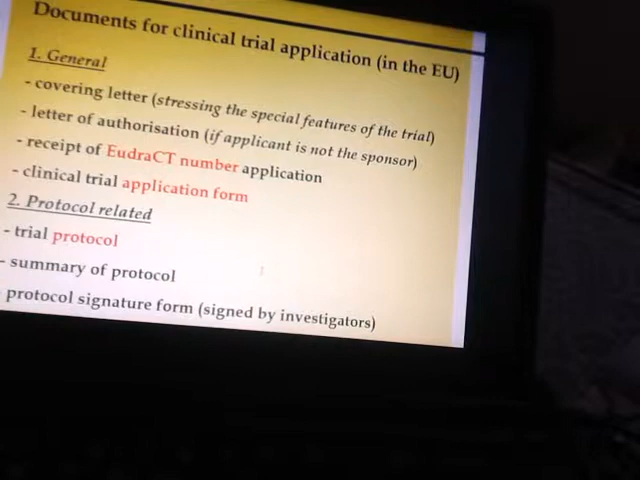 Documents for clinical trial application (in the EU)
1. General
- covering letter (stressing the special features of the trial)
- letter of authorisation (if applicant is not the sponsor)
- receipt of EudraCT number application
- clinical trial application form
2. Protocol related
- trial protocol
- summary of protocol
protocol signature form (signed by investigators)